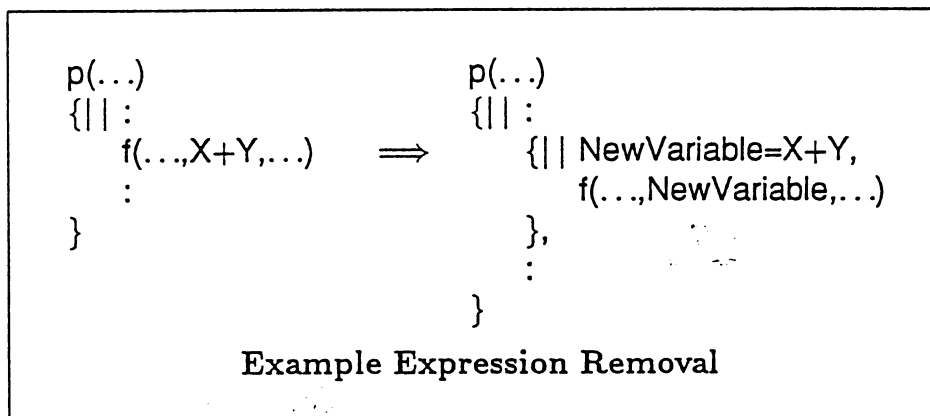 p(...)
{|| :
f(...,X+Y,...)
:
}
⟹
p(...)
{|| :
{|| NewVariable=X+Y,
f(...,NewVariable,...)
},
:
}
Example Expression Removal